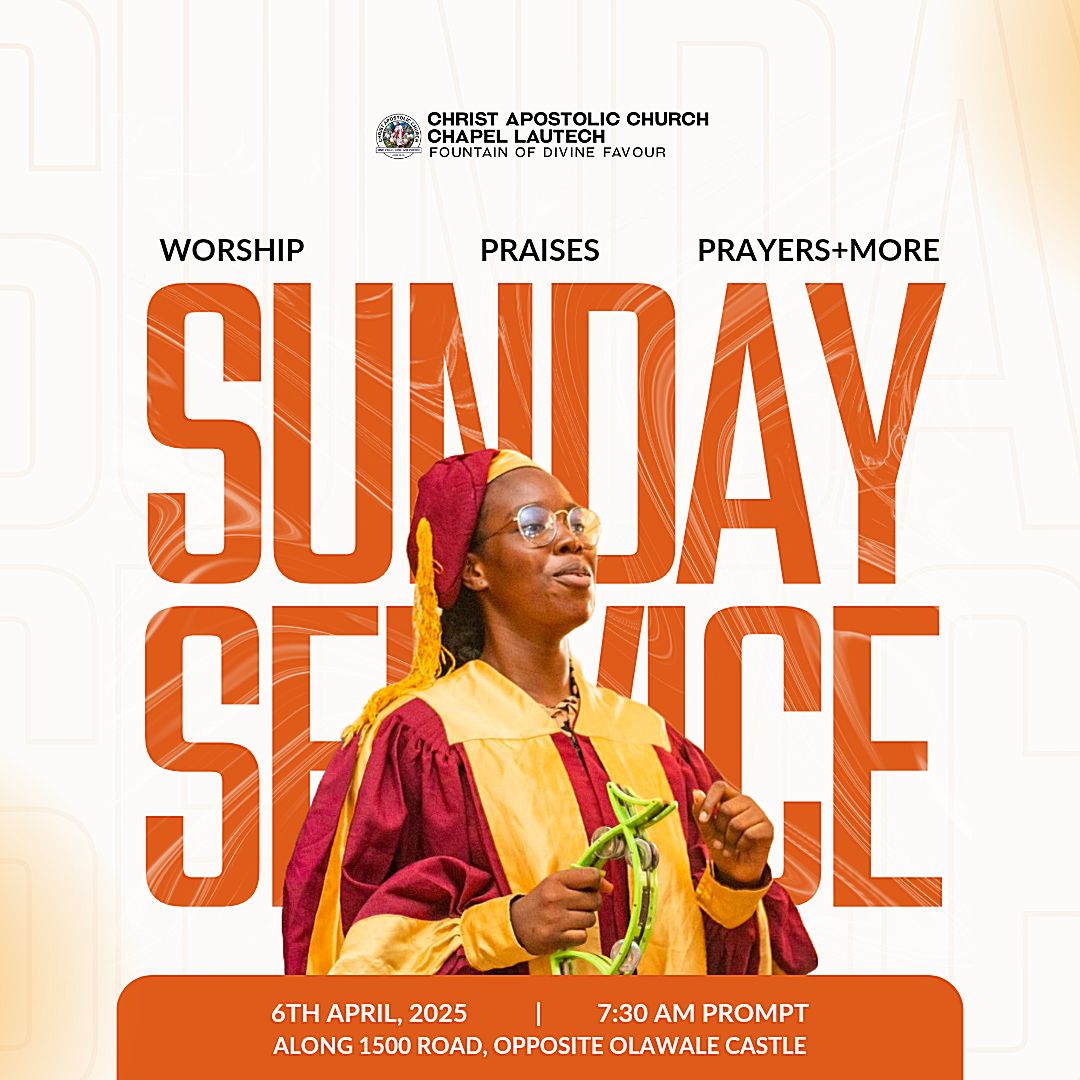 CHRIST APOSTOLIC CHURCH
CHAPEL LAUTECH
FOUNTAIN OF DIVINE FAVOUR
WORSHIP PRAISES PRAYERS+MORE
SUNDAY
SERVICE
6TH APRIL, 2025 | 7:30 AM PROMPT
ALONG 1500 ROAD, OPPOSITE OLAWALE CASTLE